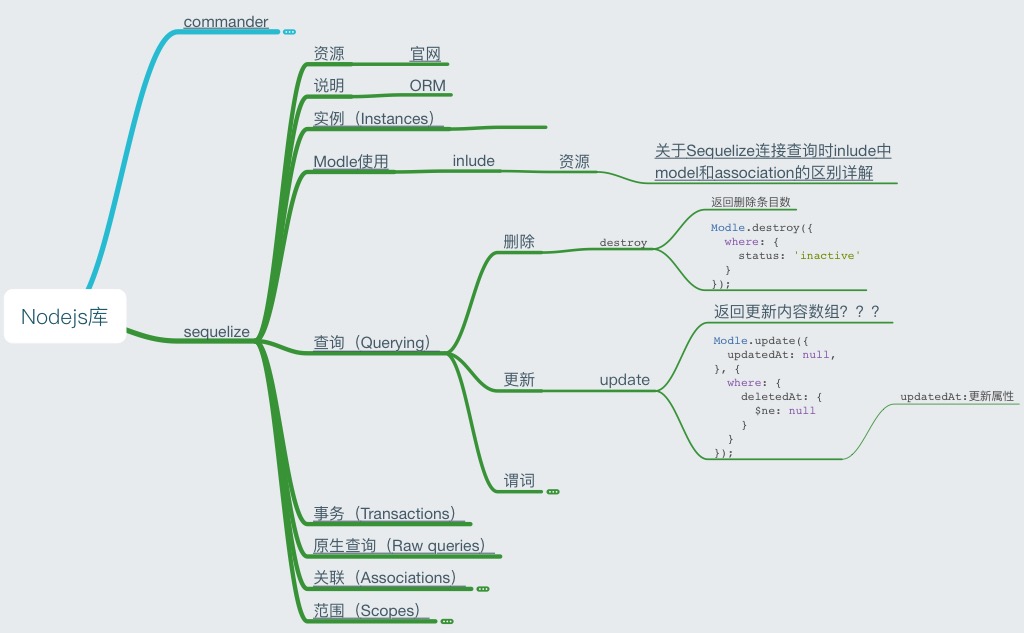 commander
资源
官网
说明
ORM
实例（Instances）
Modle使用
inlude
资源
关于Sequelize连接查询时inlude中
model和association的区别详解
返回删除条目数
删除
destroy
Modle.destroy({
  where: {
    status: 'inactive'
  }
});
Nodejs库
sequelize
查询（Querying）
返回更新内容数组？？？
更新
update
Modle.update({
  updatedAt: null,
}, {
  where: {
    deletedAt: {
      $ne: null
    }
  }
});
updatedAt:更新属性
谓词
事务（Transactions）
原生查询（Raw queries）
关联（Associations）
范围（Scopes）